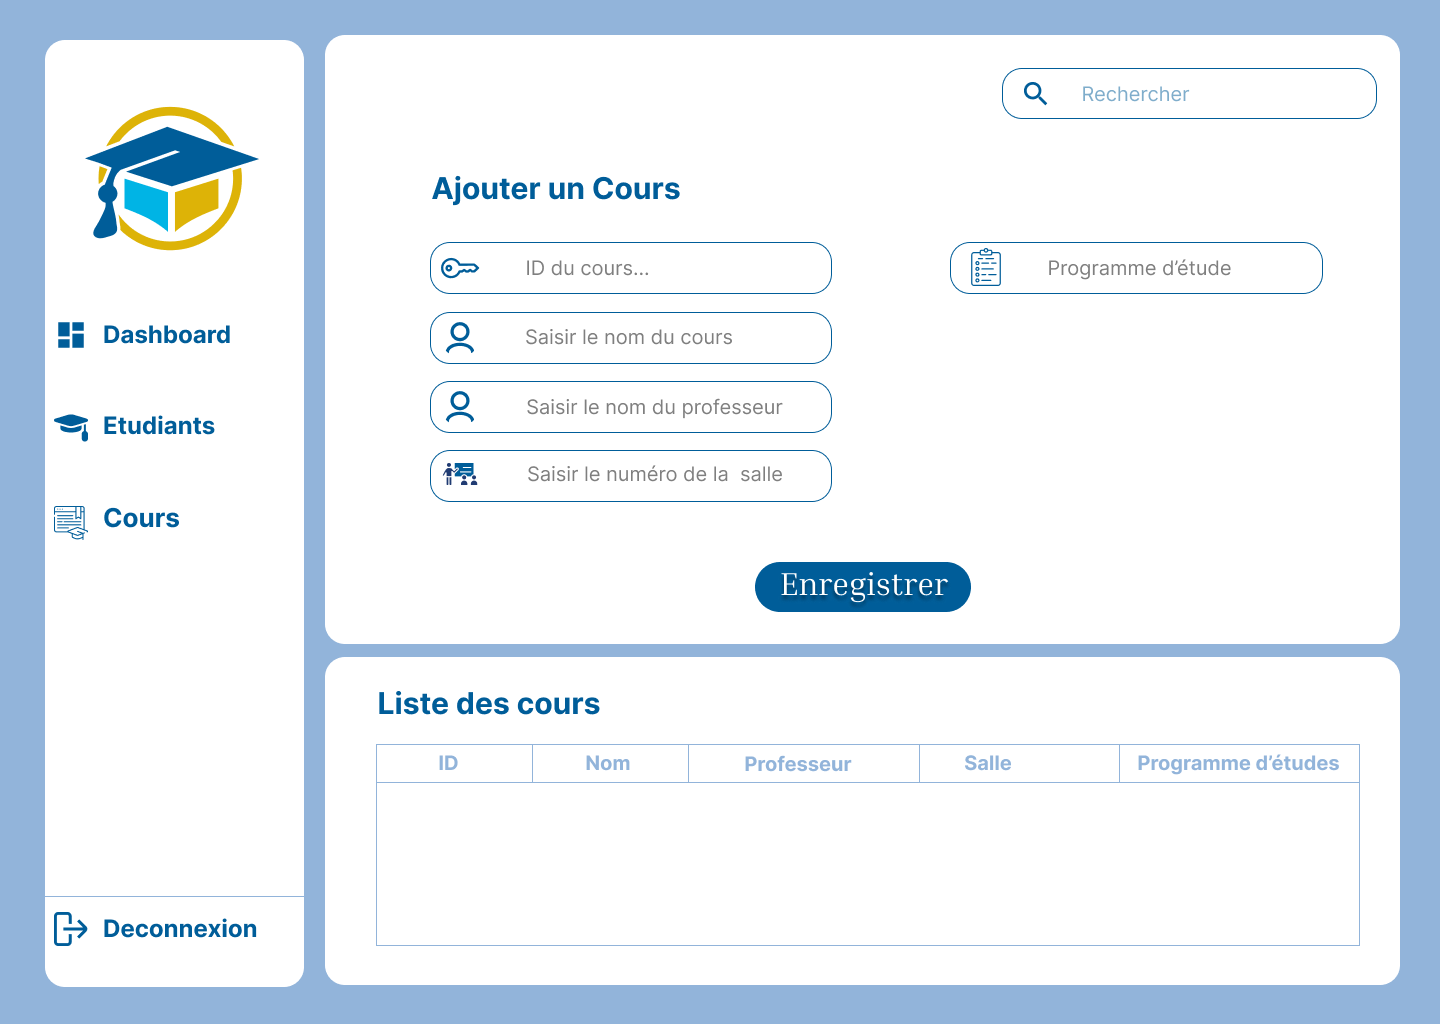 Rechercher
Ajouter un Cours
ID du cours...
Programme d’étude
Saisir le nom du cours
Saisir le nom du professeur
Saisir le numéro de la  salle
Enregistrer
Dashboard
Etudiants
Cours
Deconnexion
Liste des cours
ID Nom Professeur Salle Programme d’études